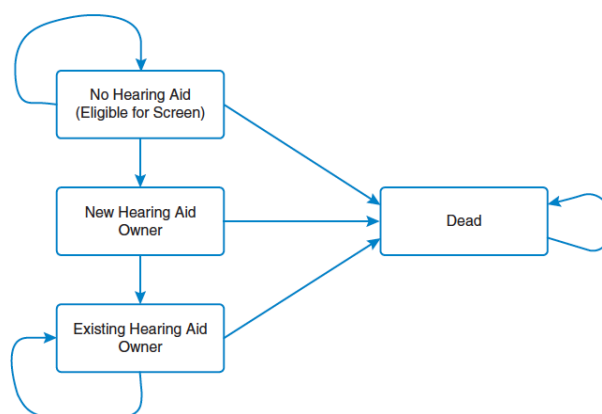 No Hearing Aid
(Eligible for Screen)
New Hearing Aid
Owner
Dead
Existing Hearing Aid
Owner